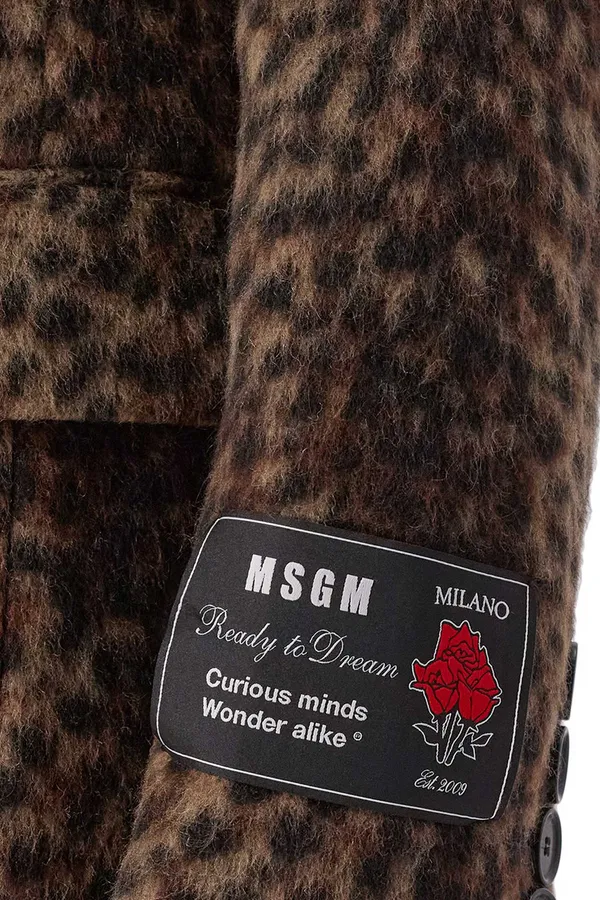 MSGM
MILANO
Ready to Dream
Curious minds
Wonder alike ®
Est. 2009